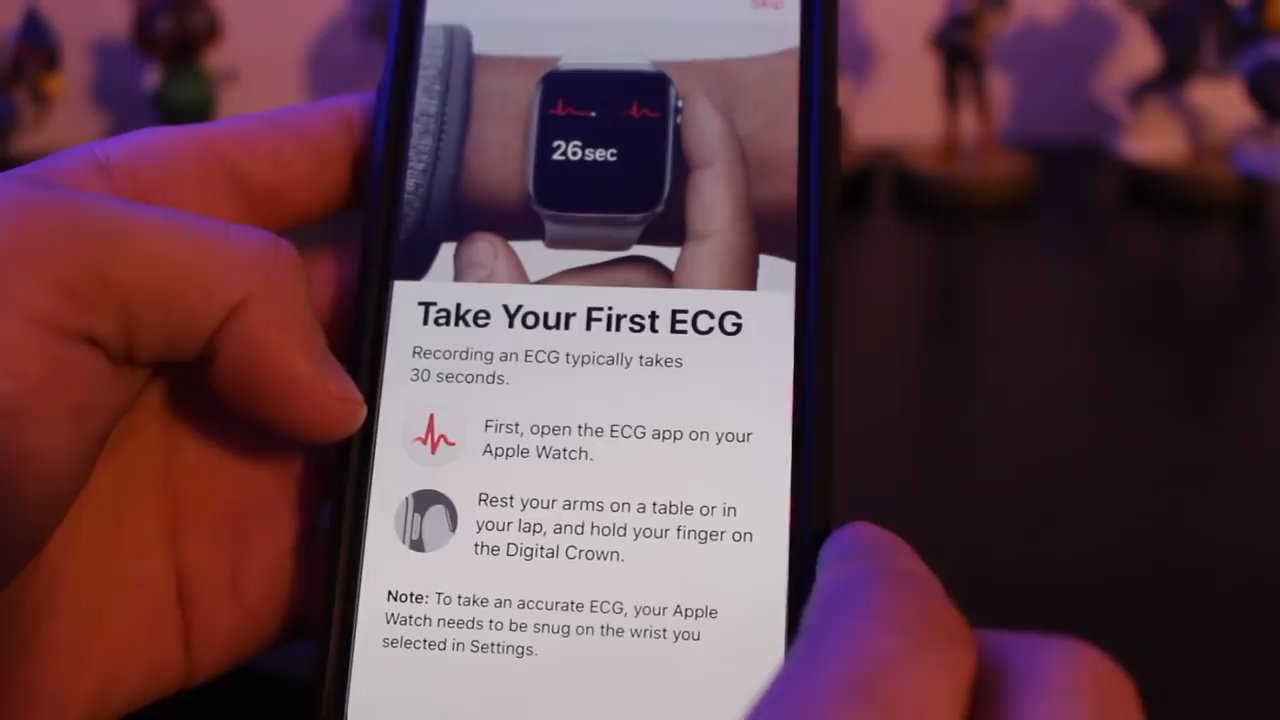 Skip
26sec
Take Your First ECG
Recording an ECG typically takes
30 seconds.
First, open the ECG app on your
Apple Watch.
Rest your arms on a table or in
your lap, and hold your finger on
the Digital Crown.
Note: To take an accurate ECG, your Apple
Watch needs to be snug on the wrist you
selected in Settings.